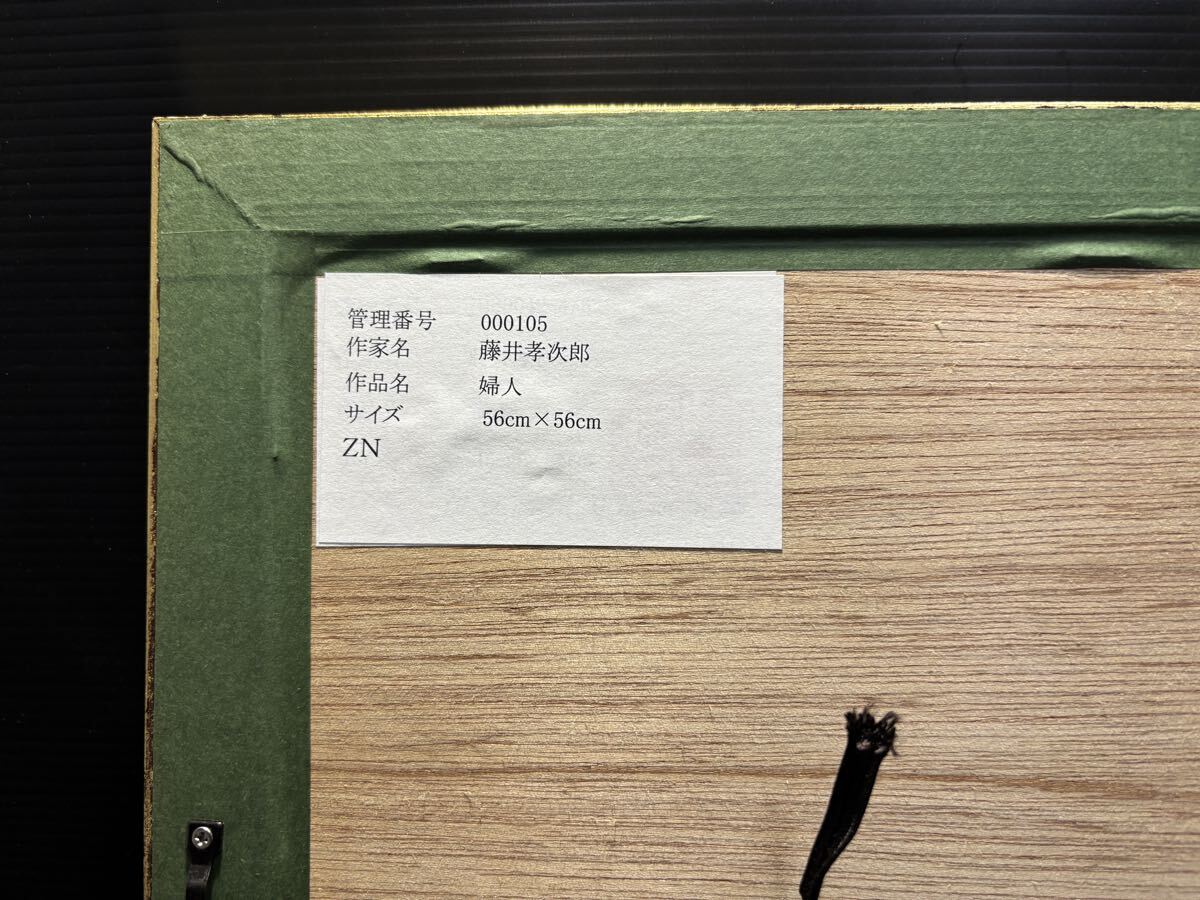 管理番号 000105
作家名 藤井孝次郎
作品名 婦人
サイズ 56cm×56cm
ZN